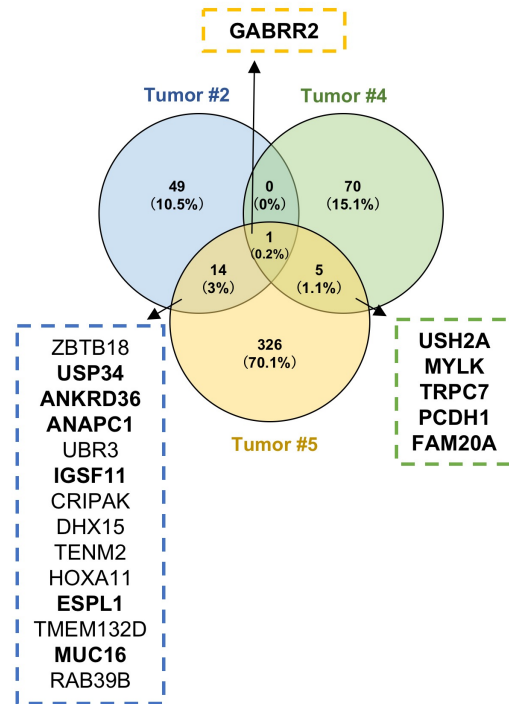 GABRR2
Tumor #2
Tumor #4
49
(10.5%)
0
(0%)
70
(15.1%)
1
(0.2%)
14
(3%)
5
(1.1%)
326
(70.1%)
Tumor #5
ZBTB18
USP34
ANKRD36
ANAPC1
UBR3
IGSF11
CRIPAK
DHX15
TENM2
HOXA11
ESPL1
TMEM132D
MUC16
RAB39B
USH2A
MYLK
TRPC7
PCDH1
FAM20A